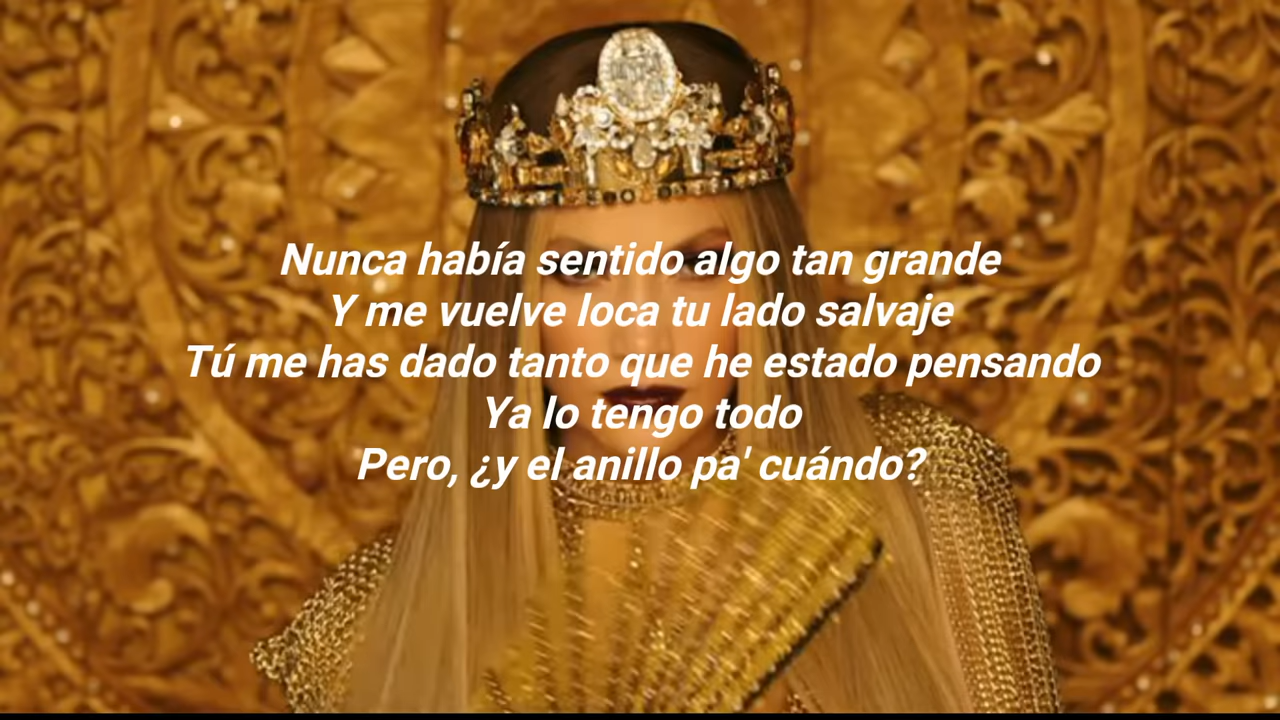 Nunca había sentido algo tan grande
Y me vuelve loca tu lado salvaje
Tú me has dado tanto que he estado pensando
Ya lo tengo todo
Pero, ¿y el anillo pa' cuándo?